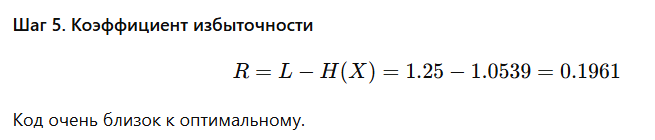 Шаг 5. Коэффициент избыточности
R = L − H(X) = 1.25 − 1.0539 = 0.1961
Код очень близок к оптимальному.